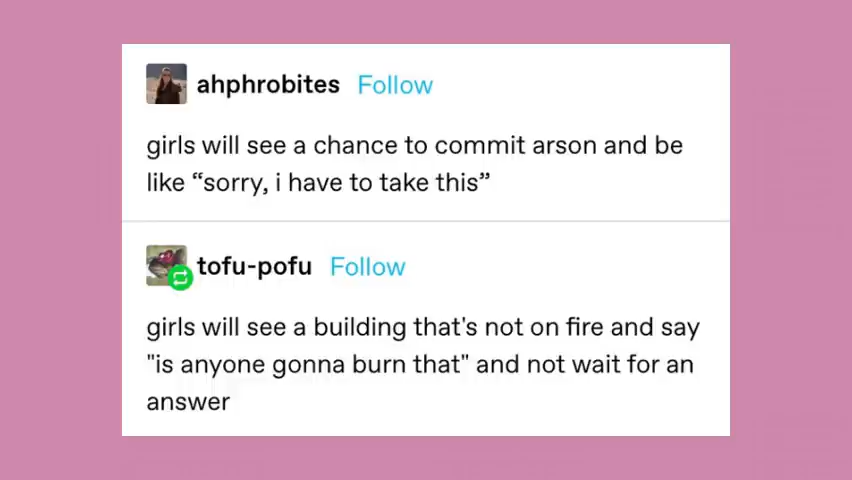 ahphrobites Follow
girls will see a chance to commit arson and be
like “sorry, i have to take this”
tofu-pofu Follow
girls will see a building that's not on fire and say
"is anyone gonna burn that" and not wait for an
answer